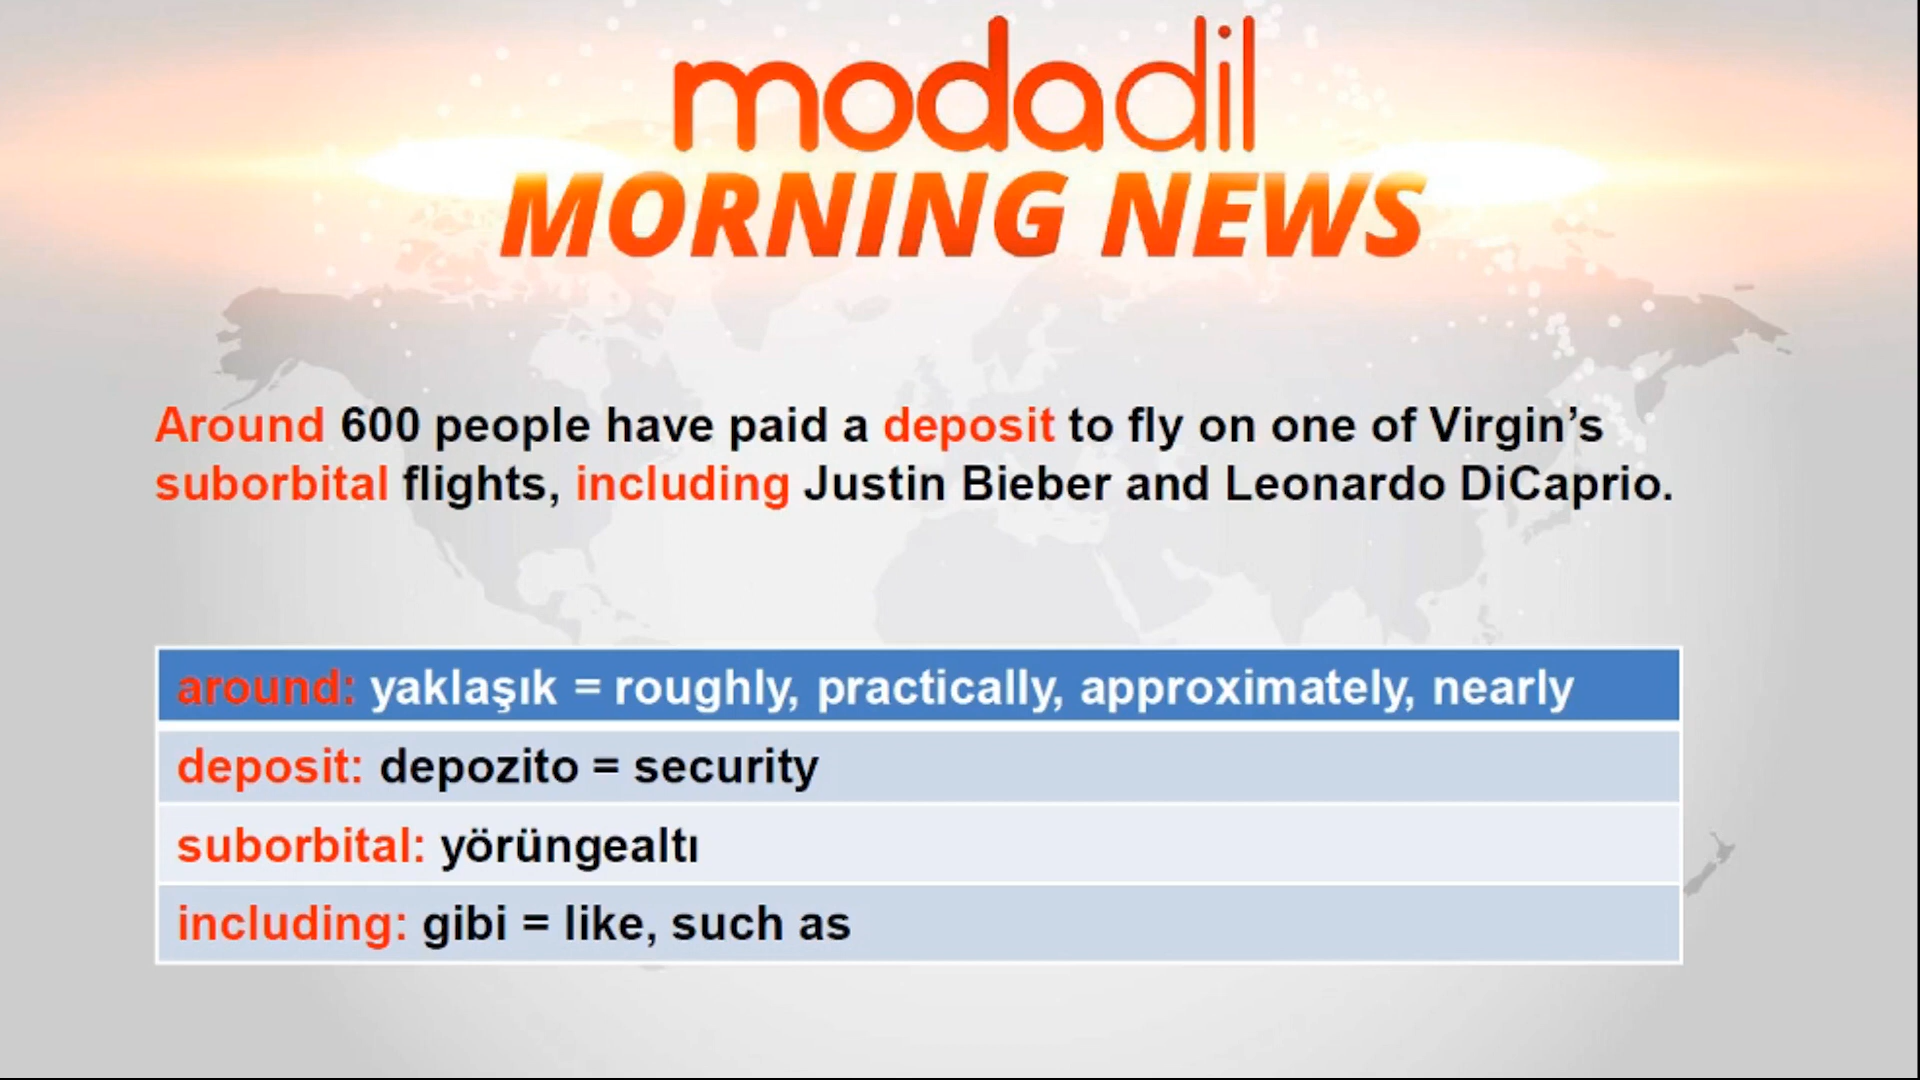 modadil
MORNING NEWS
Around 600 people have paid a deposit to fly on one of Virgin’s
suborbital flights, including Justin Bieber and Leonardo DiCaprio.
around: yaklaşık = roughly, practically, approximately, nearly
deposit: depozito = security
suborbital: yörüngealtı
including: gibi = like, such as